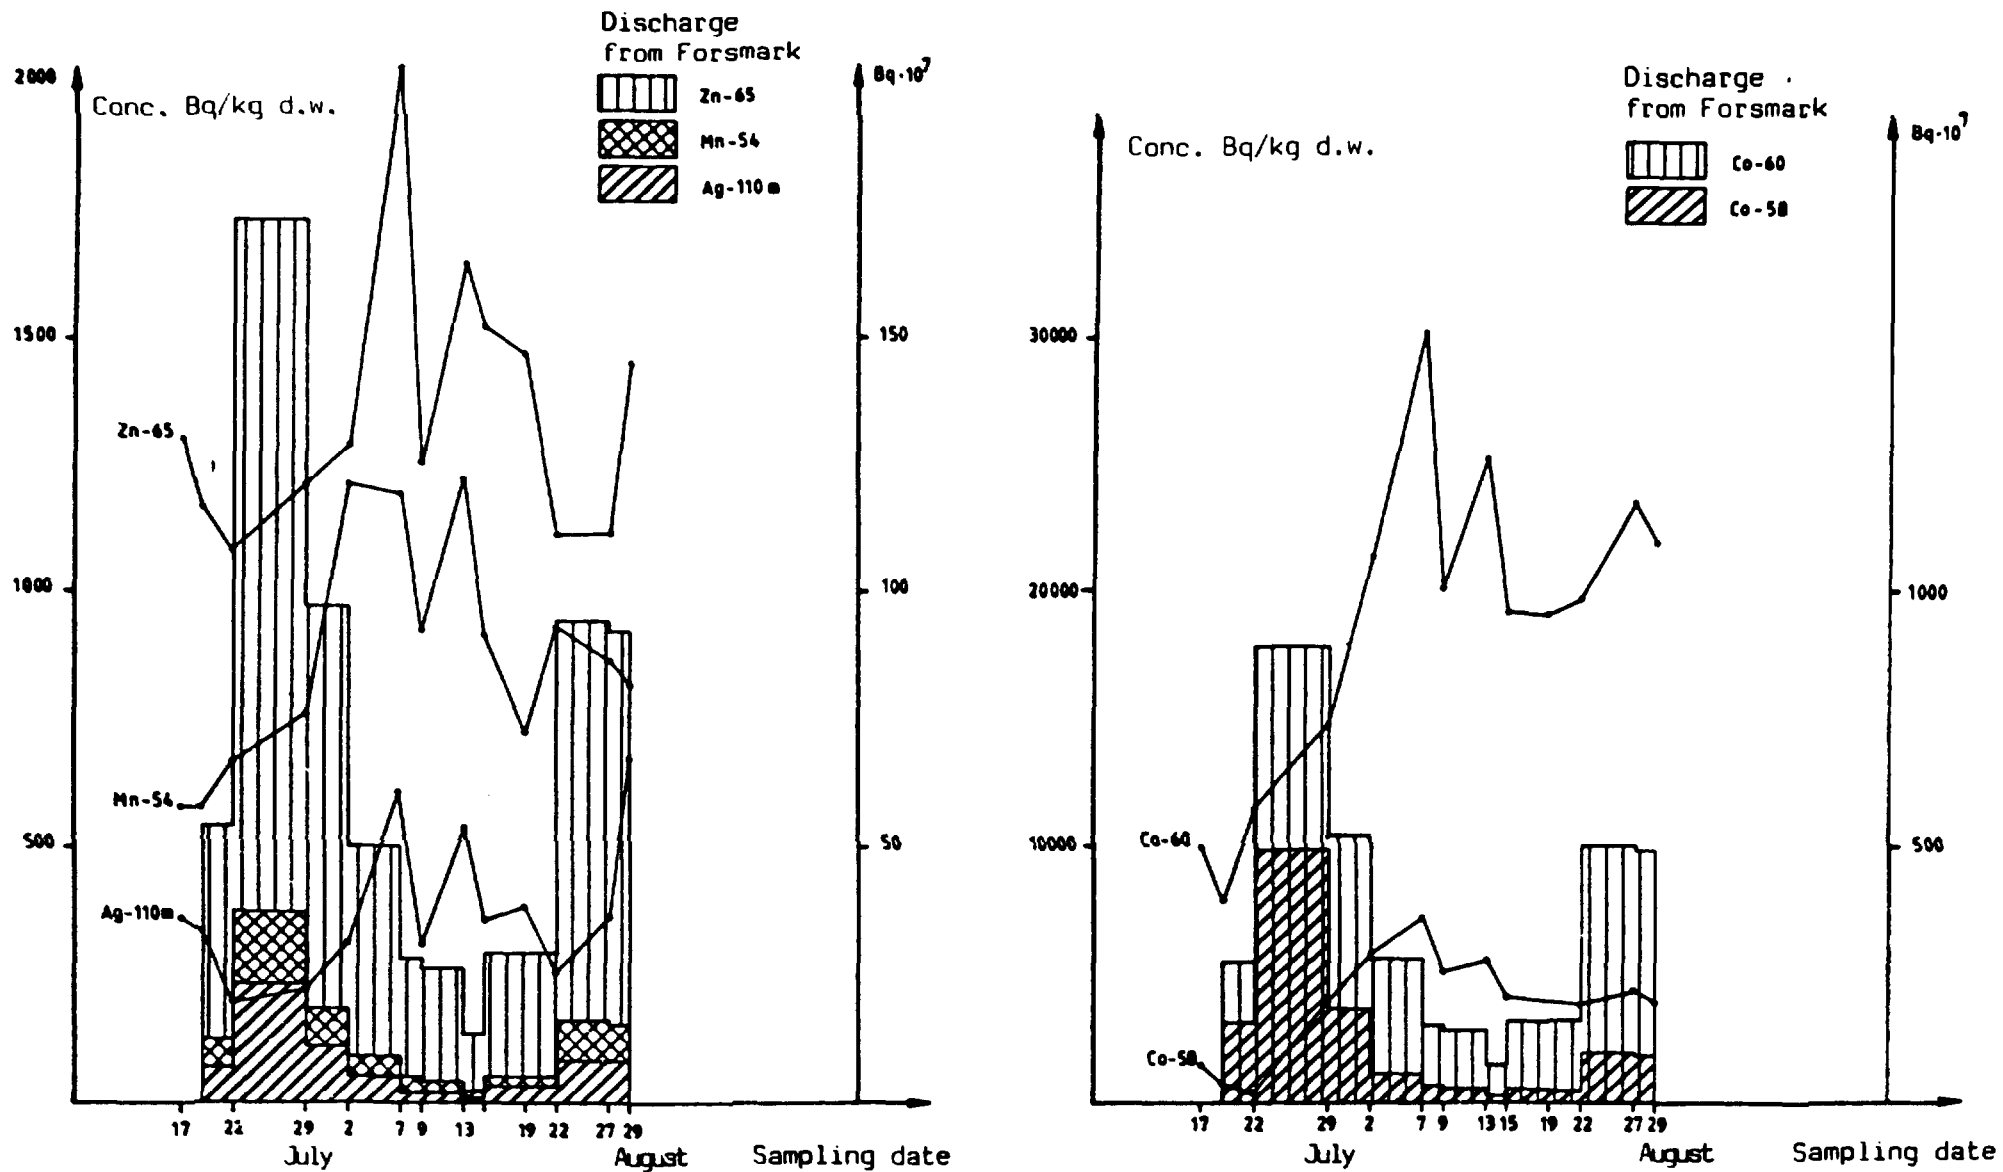 Discharge
from Forsmark
Zn-65
Mn-54
Ag-110m
2000
Conc. Bq/kg d.w.
Bq·10⁷
1500
150
Zn-65
1000
100
Mn-54
500
50
Ag-110m
17 22 29 2 7 9 13 19 22 27 29
July August Sampling date
Discharge
from Forsmark
Co-60
Co-58
Conc. Bq/kg d.w.
Bq·10⁷
30000
20000
1000
10000
500
Co-60
Co-58
17 22 29 2 7 9 13 15 19 22 27 29
July August Sampling date